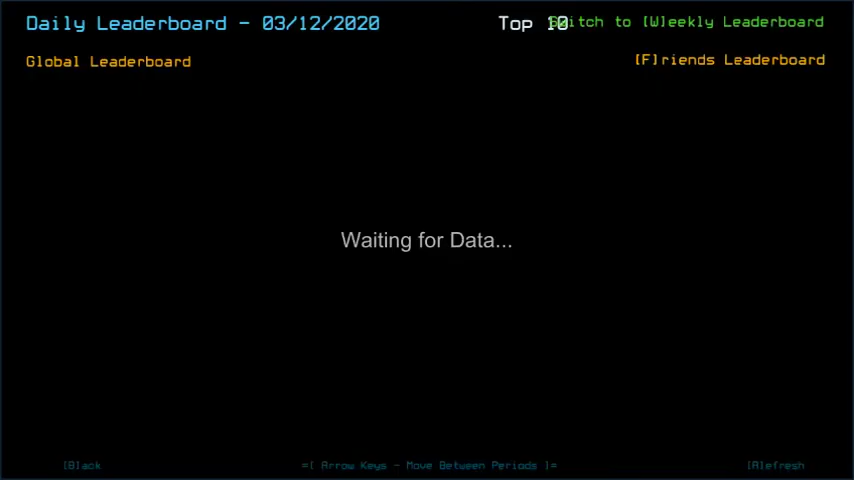 Daily Leaderboard - 03/12/2020
Top 10
Switch to [W]eekly Leaderboard
Global Leaderboard
[F]riends Leaderboard
Waiting for Data...
[B]ack
=[ Arrow Keys - Move Between Periods ]=
[R]efresh